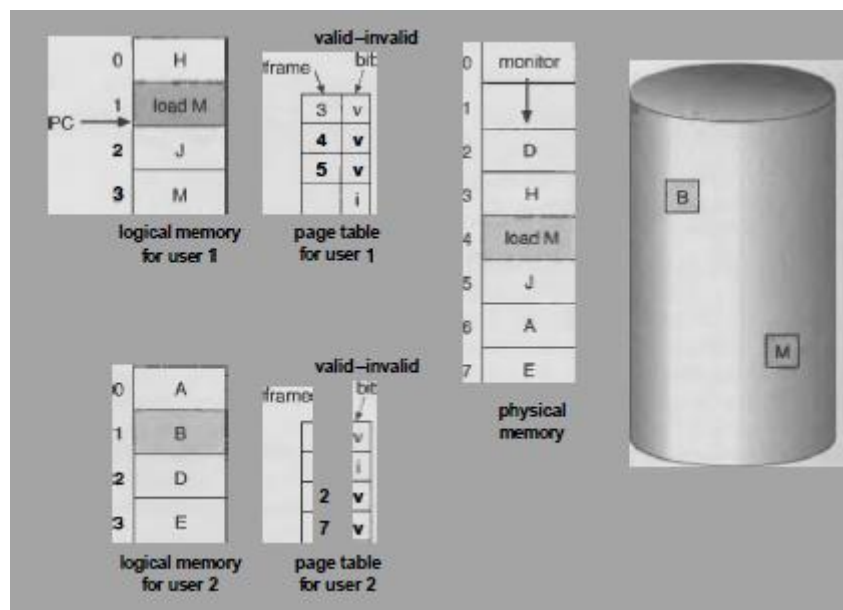 valid–invalid
frame
bit
0 H
1 load M
PC
2 J
3 M
3 v
4 v
5 v
i
logical memory
for user 1
page table
for user 1
0 monitor
1
2 D
3 H
4 load M
5 J
6 A
7 E
physical
memory
B
M
valid–invalid
frame
bit
0 A
1 B
2 D
3 E
v
i
2 v
7 v
logical memory
for user 2
page table
for user 2